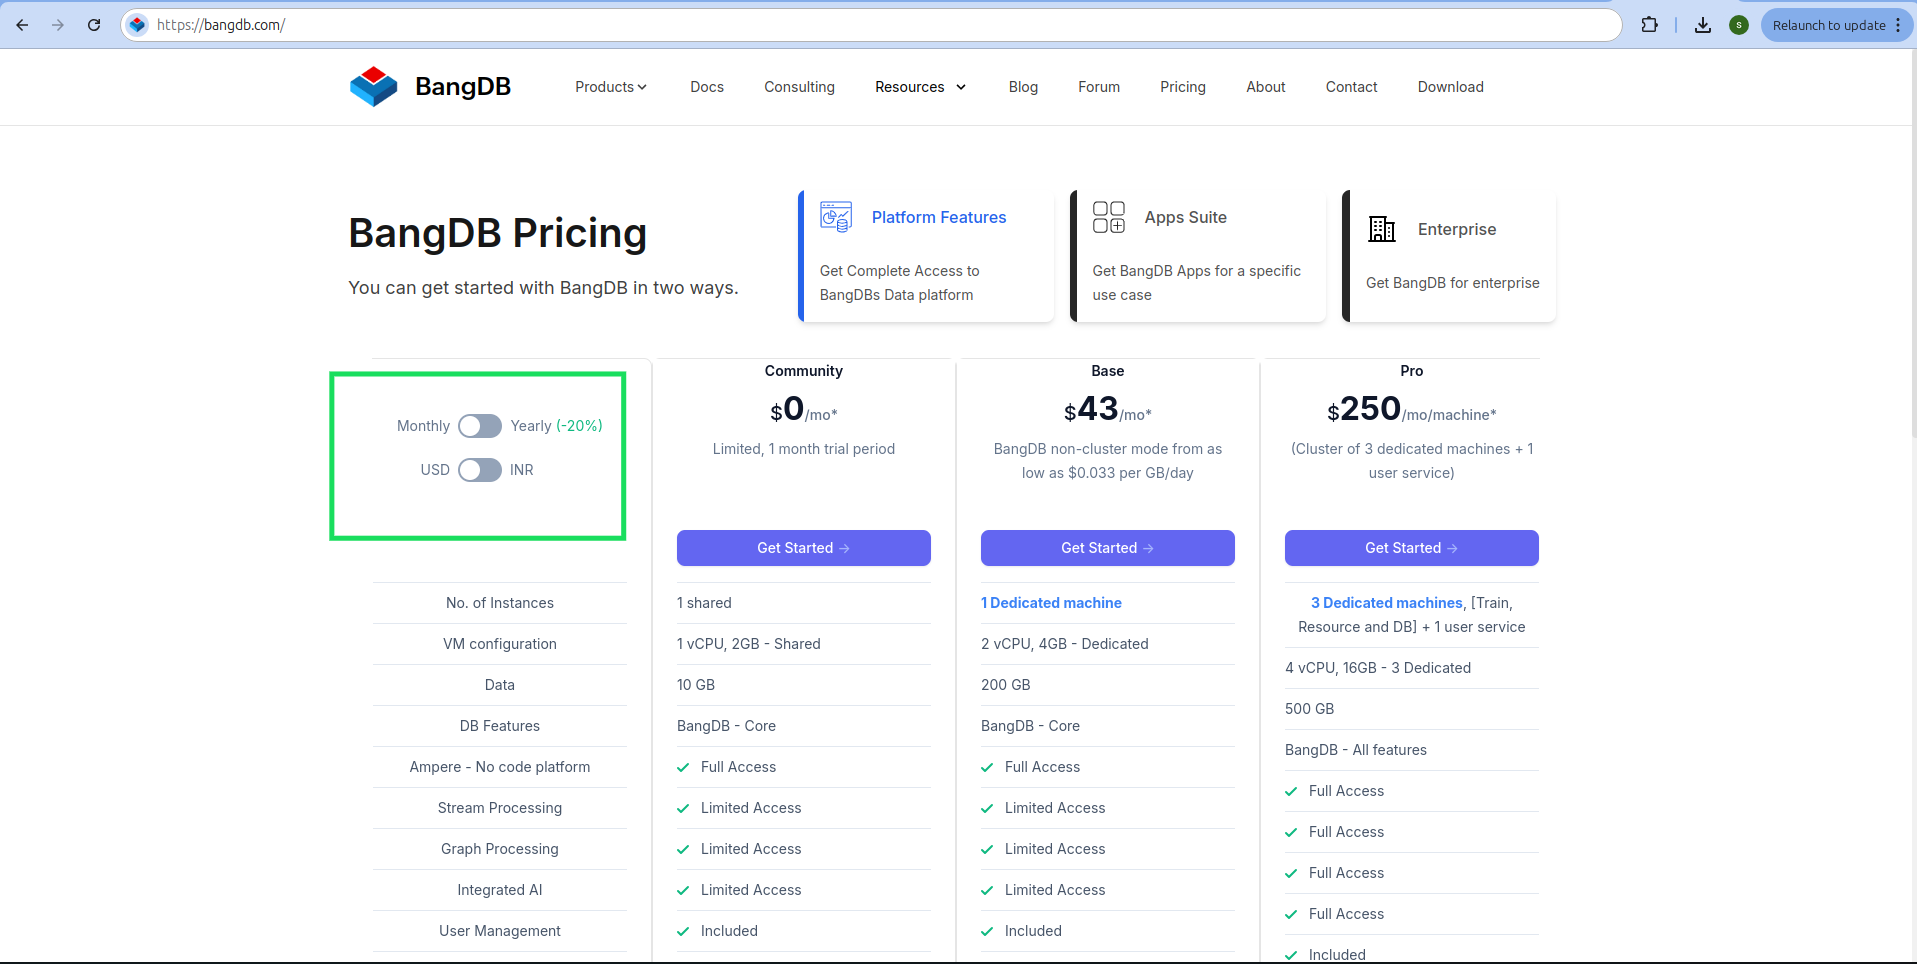 https://bangdb.com/
S
Relaunch to update
BangDB
Products
Docs
Consulting
Resources
Blog
Forum
Pricing
About
Contact
Download
BangDB Pricing
You can get started with BangDB in two ways.
Platform Features
Get Complete Access to
BangDBs Data platform
Apps Suite
Get BangDB Apps for a specific
use case
Enterprise
Get BangDB for enterprise
Monthly Yearly (-20%)
USD INR
Community
$0/mo*
Limited, 1 month trial period
Get Started →
Base
$43/mo*
BangDB non-cluster mode from as
low as $0.033 per GB/day
Get Started →
Pro
$250/mo/machine*
(Cluster of 3 dedicated machines + 1
user service)
Get Started →
No. of Instances
VM configuration
Data
DB Features
Ampere - No code platform
Stream Processing
Graph Processing
Integrated AI
User Management
1 shared
1 vCPU, 2GB - Shared
10 GB
BangDB - Core
Full Access
Limited Access
Limited Access
Limited Access
Included
1 Dedicated machine
2 vCPU, 4GB - Dedicated
200 GB
BangDB - Core
Full Access
Limited Access
Limited Access
Limited Access
Included
3 Dedicated machines, [Train,
Resource and DB] + 1 user service
4 vCPU, 16GB - 3 Dedicated
500 GB
BangDB - All features
Full Access
Full Access
Full Access
Full Access
Included